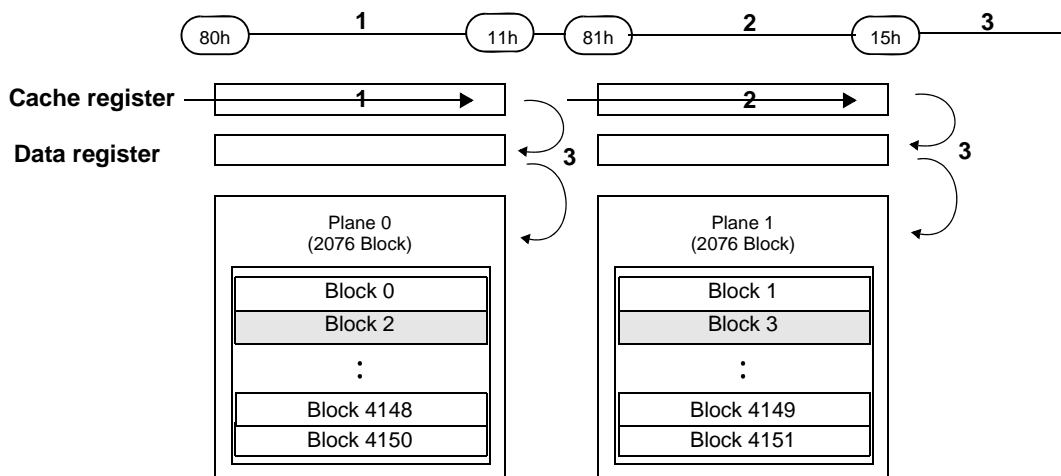 1 2 3
80h 11h 81h 15h
Cache register 1 2
Data register 3 3
Plane 0 Plane 1
(2076 Block) (2076 Block)
Block 0 Block 1
Block 2 Block 3
: :
Block 4148 Block 4149
Block 4150 Block 4151